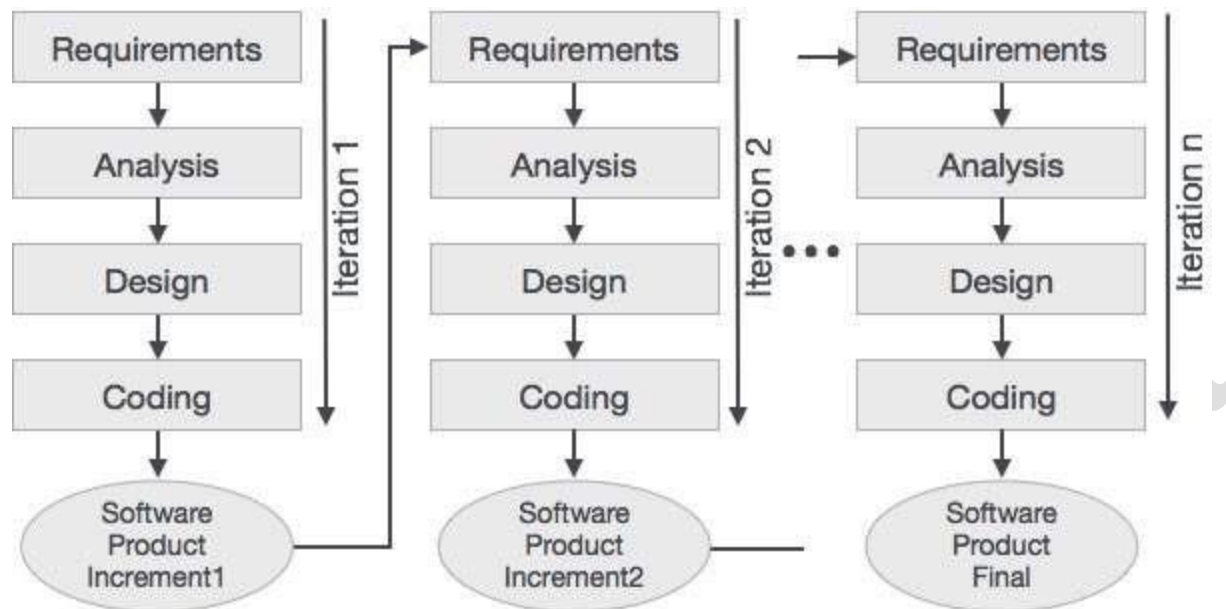 Requirements
Analysis
Design
Coding
Software
Product
Increment1
Iteration 1
Requirements
Analysis
Design
Coding
Software
Product
Increment2
Iteration 2
•••
Requirements
Analysis
Design
Coding
Software
Product
Final
Iteration n